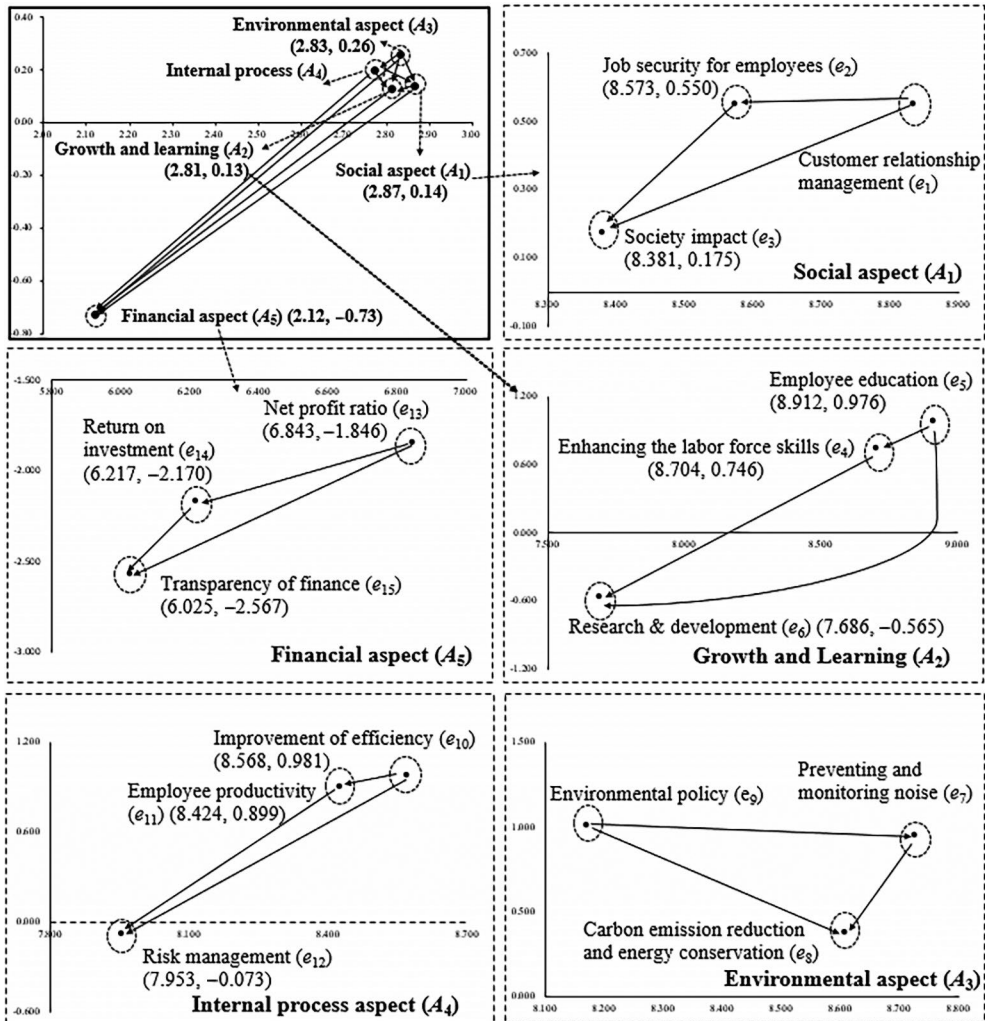 0.40
Environmental aspect (A3)
(2.83, 0.26)
Internal process (A4)
0.20
0.00
2.00 2.10 2.20 2.30 2.40 2.50 2.60 2.70 2.80 2.90 3.00
Growth and learning (A2)
(2.81, 0.13)
Social aspect (A1)
(2.87, 0.14)
-0.20
-0.40
-0.60
Financial aspect (A5) (2.12, −0.73)
0.700
Job security for employees (e2)
(8.573, 0.550)
0.500
Customer relationship
management (e1)
0.300
Society impact (e3)
(8.381, 0.175)
0.100
Social aspect (A1)
8.300 8.400 8.500 8.600 8.700 8.800 8.900
-0.100
-1.500
6.000 6.200 6.400 6.600 6.800 7.000
Net profit ratio (e13)
(6.843, −1.846)
Return on
investment (e14)
(6.217, −2.170)
-2.000
-2.500
Transparency of finance (e15)
(6.025, −2.567)
-3.000
Financial aspect (A5)
1.200
Employee education (e5)
(8.912, 0.976)
Enhancing the labor force skills (e4)
(8.704, 0.746)
0.600
0.000
7.500 8.000 8.500 9.000
-0.600
Research & development (e6) (7.686, −0.565)
Growth and Learning (A2)
-1.200
1.200
Improvement of efficiency (e10)
(8.568, 0.981)
Employee productivity
(e11) (8.424, 0.899)
0.600
0.000
8.100 8.400 8.700
Risk management (e12)
(7.953, −0.073)
Internal process aspect (A4)
-0.600
1.500
Preventing and
monitoring noise (e7)
Environmental policy (e9)
1.000
0.500
Carbon emission reduction
and energy conservation (e8)
Environmental aspect (A3)
0.000
8.100 8.200 8.300 8.400 8.500 8.600 8.700 8.800